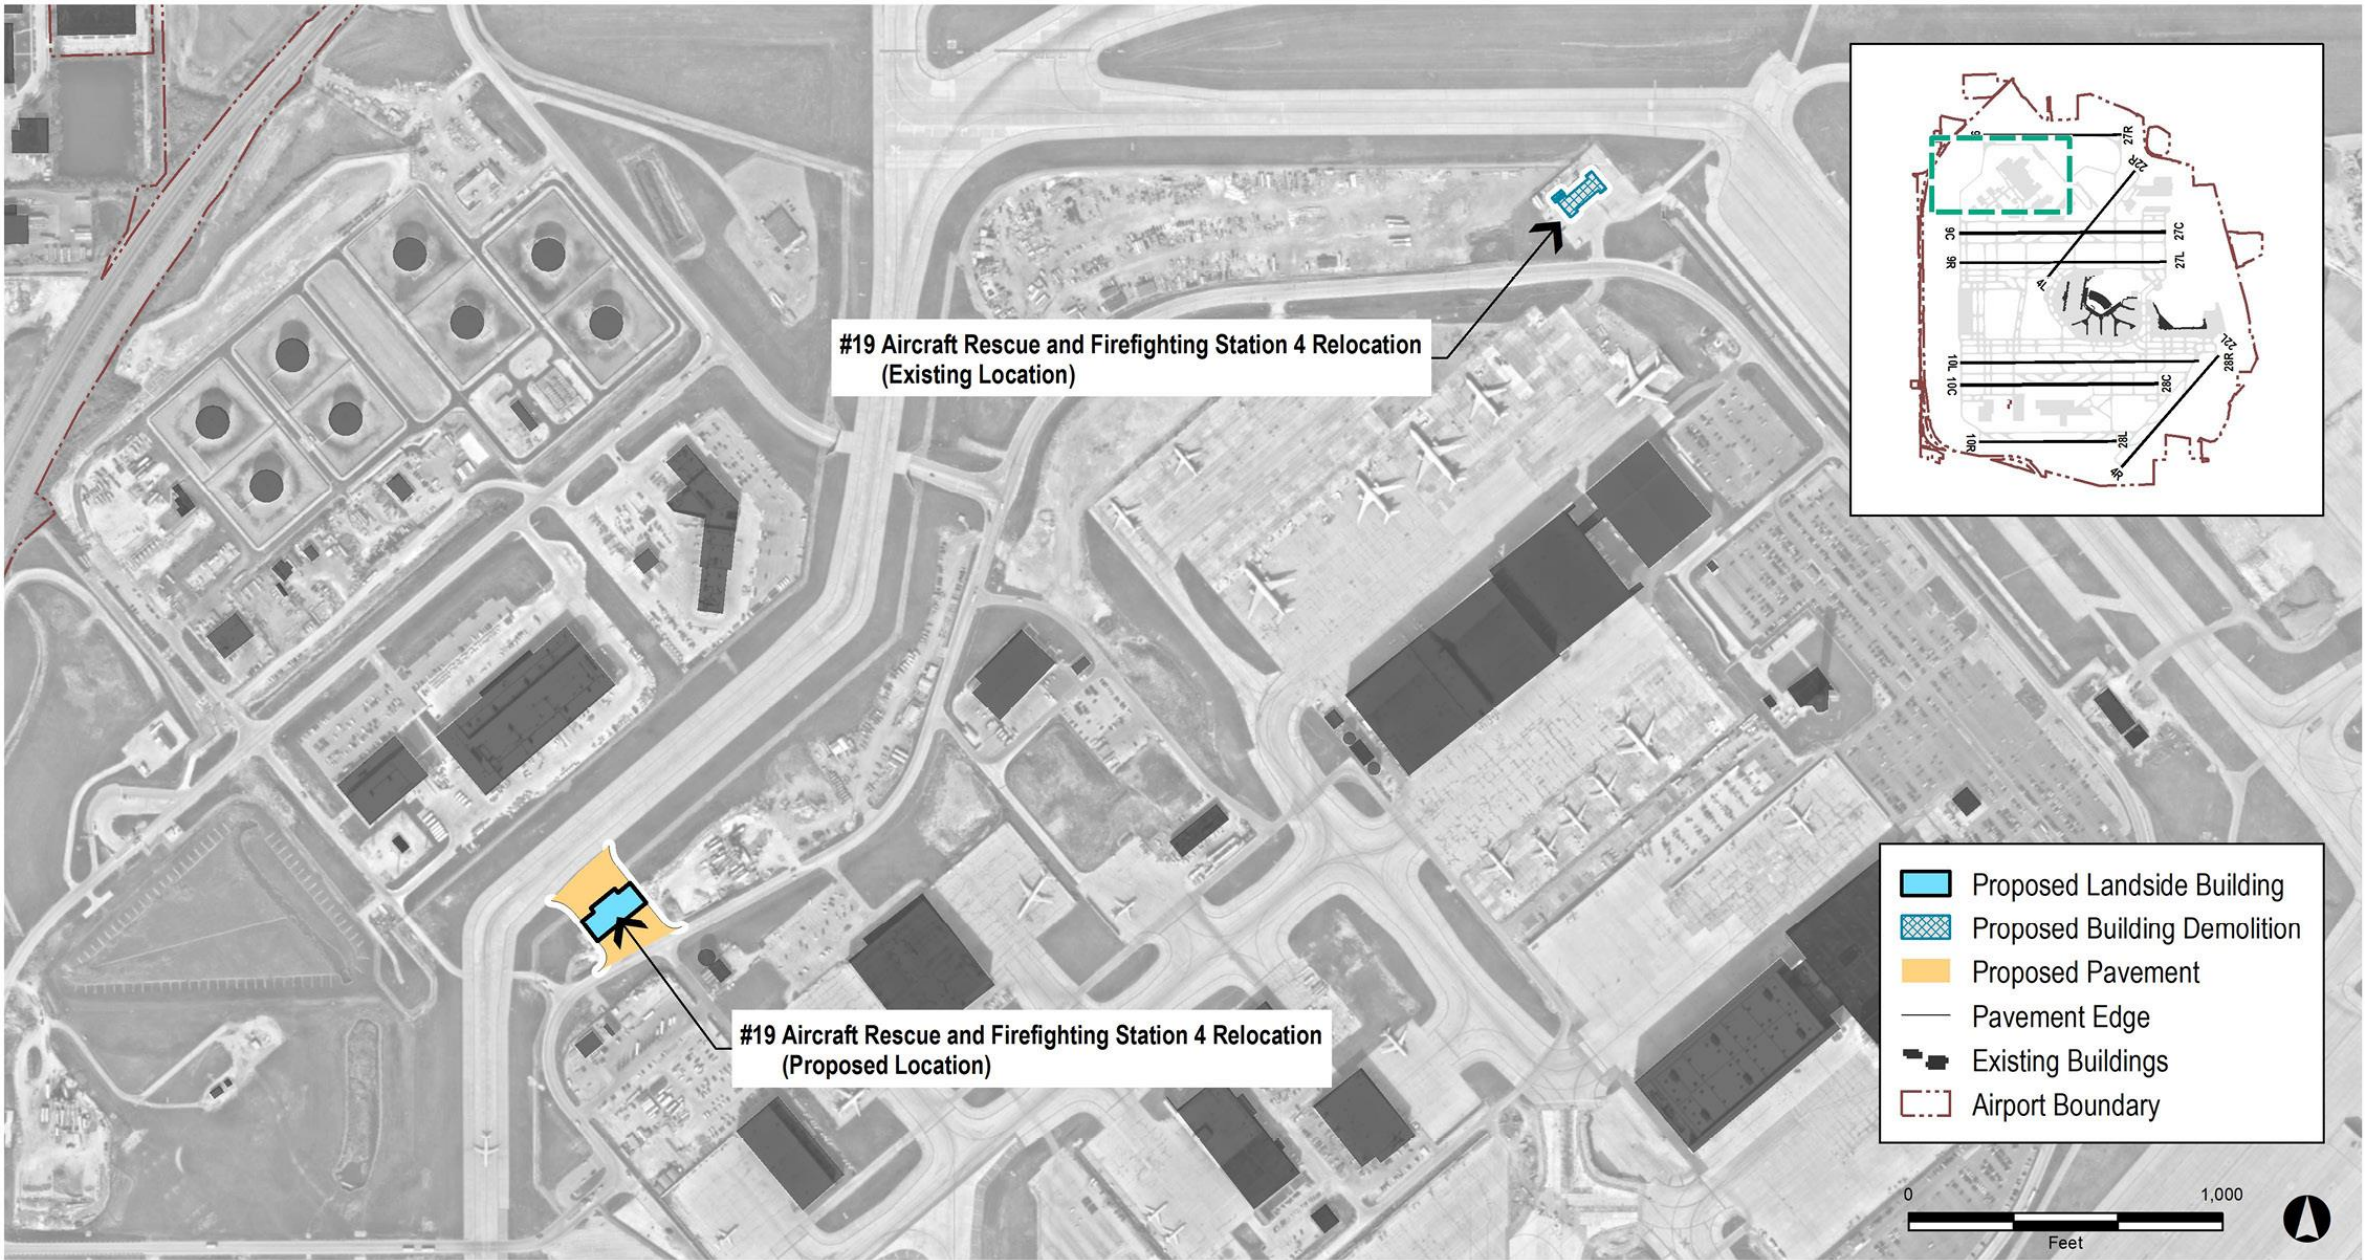 #19 Aircraft Rescue and Firefighting Station 4 Relocation
(Existing Location)
#19 Aircraft Rescue and Firefighting Station 4 Relocation
(Proposed Location)
9
27R
22R
9C
27C
9R
27L
4L
22L
10L
28R
10C
28C
10R
28L
4R
Proposed Landside Building
Proposed Building Demolition
Proposed Pavement
Pavement Edge
Existing Buildings
Airport Boundary
0 1,000
Feet